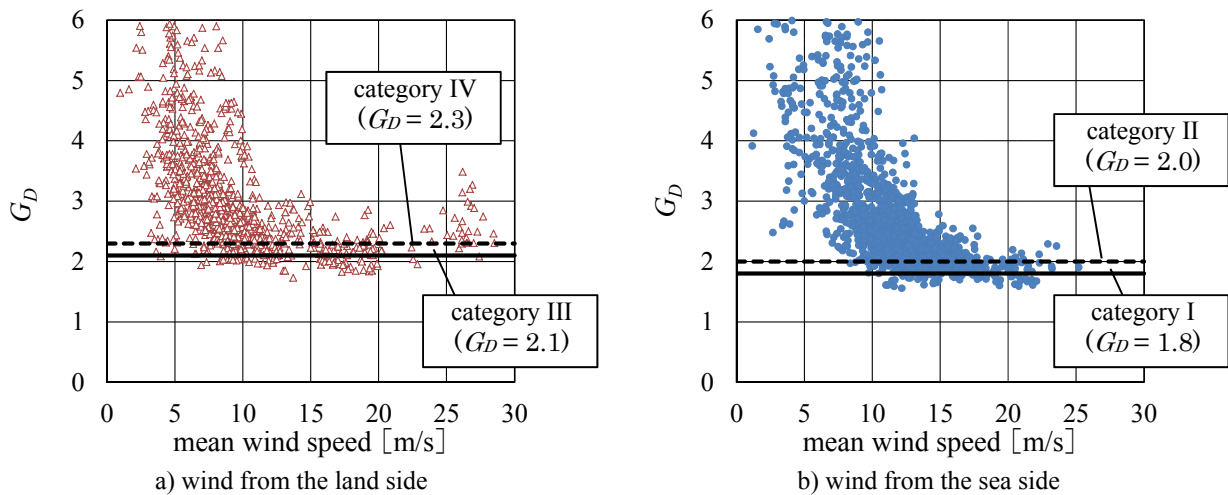 6
5
4
3
2
1
0
G_D
category IV
(G_D = 2.3)
category III
(G_D = 2.1)
0 5 10 15 20 25 30
mean wind speed [m/s]
a) wind from the land side
6
5
4
3
2
1
0
G_D
category II
(G_D = 2.0)
category I
(G_D = 1.8)
0 5 10 15 20 25 30
mean wind speed [m/s]
b) wind from the sea side